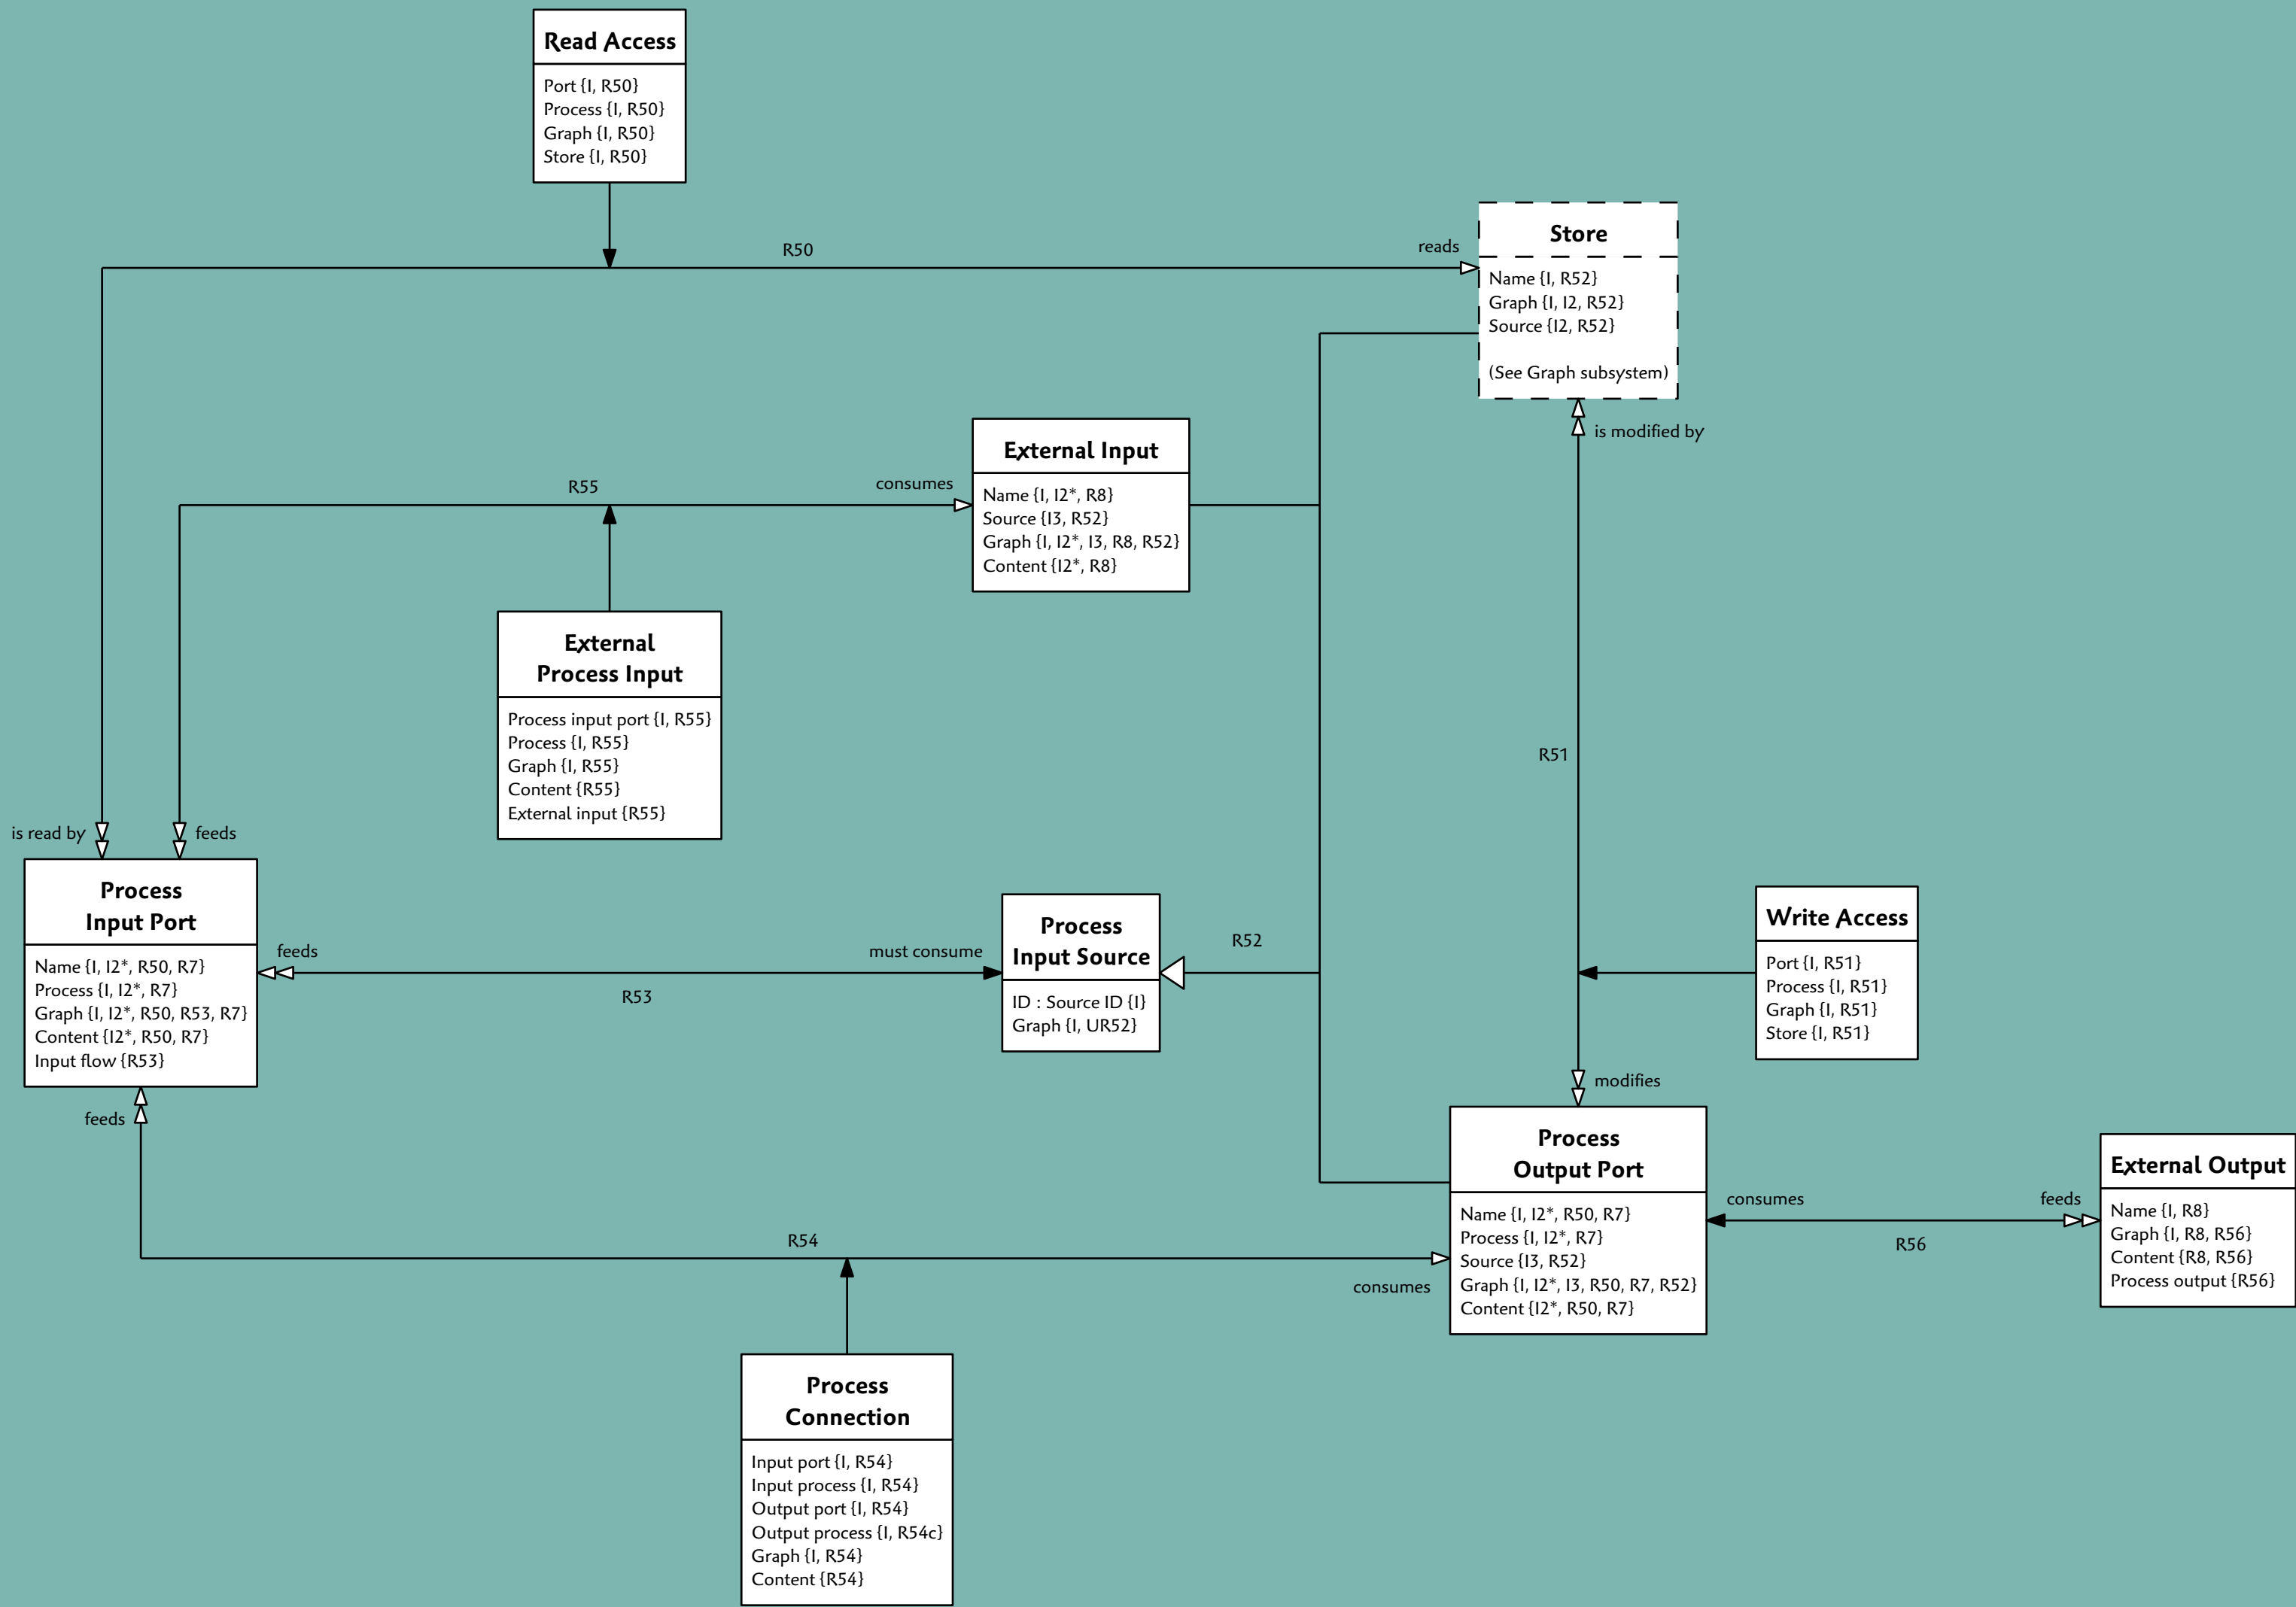 Read Access
Port {I, R50}
Process {I, R50}
Graph {I, R50}
Store {I, R50}
R50
reads
Store
Name {I, R52}
Graph {I, I2, R52}
Source {I2, R52}
(See Graph subsystem)
is modified by
External Input
Name {I, I2*, R8}
Source {I3, R52}
Graph {I, I2*, I3, R8, R52}
Content {I2*, R8}
R55
consumes
External
Process Input
Process input port {I, R55}
Process {I, R55}
Graph {I, R55}
Content {R55}
External input {R55}
R51
is read by
feeds
Process
Input Port
Name {I, I2*, R50, R7}
Process {I, I2*, R7}
Graph {I, I2*, R50, R53, R7}
Content {I2*, R50, R7}
Input flow {R53}
feeds
must consume
R53
Process
Input Source
ID : Source ID {I}
Graph {I, UR52}
R52
Write Access
Port {I, R51}
Process {I, R51}
Graph {I, R51}
Store {I, R51}
modifies
feeds
Process
Output Port
Name {I, I2*, R50, R7}
Process {I, I2*, R7}
Source {I3, R52}
Graph {I, I2*, I3, R50, R7, R52}
Content {I2*, R50, R7}
consumes
feeds
R56
External Output
Name {I, R8}
Graph {I, R8, R56}
Content {R8, R56}
Process output {R56}
R54
consumes
Process
Connection
Input port {I, R54}
Input process {I, R54}
Output port {I, R54}
Output process {I, R54c}
Graph {I, R54}
Content {R54}